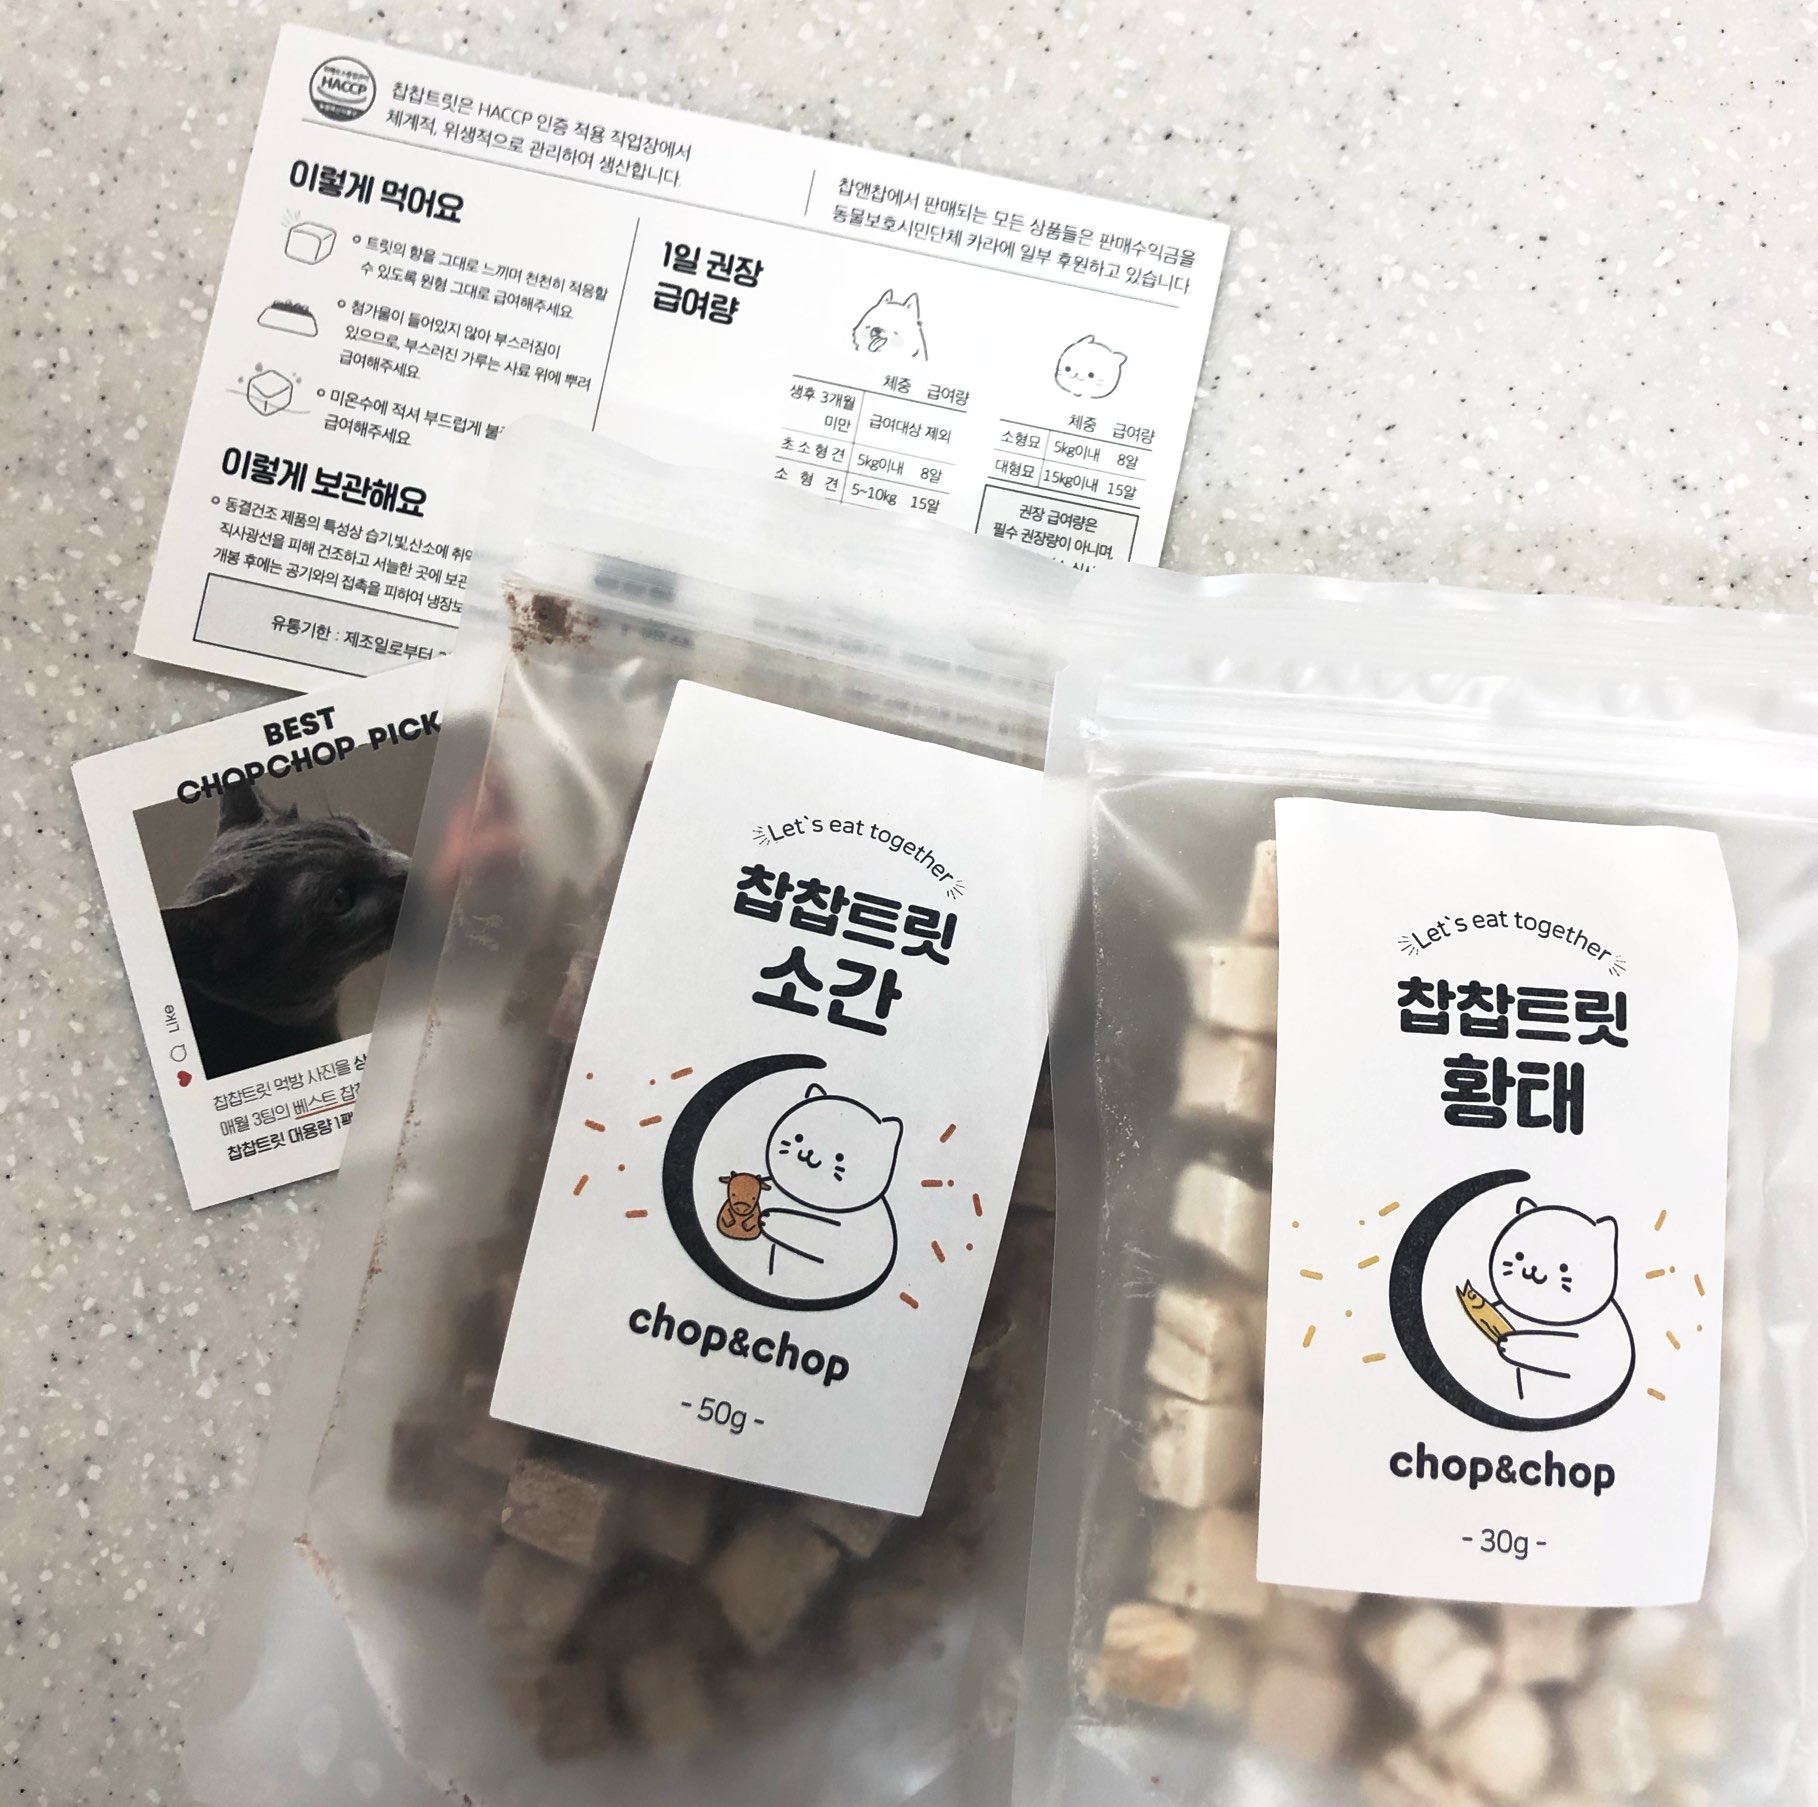 HACCP
찹찹트릿은 HACCP 인증 적용 작업장에서
체계적, 위생적으로 관리하여 생산합니다.
찹앤찹에서 판매되는 모든 상품들은 판매수익금을
동물보호시민단체 카라에 일부 후원하고 있습니다
이렇게 먹어요
트릿의 향을 그대로 느끼며 천천히 적응할
수 있도록 원형 그대로 급여해주세요.
첨가물이 들어있지 않아 부스러짐이
있으므로, 부스러진 가루는 사료 위에 뿌려
급여해주세요.
미온수에 적셔 부드럽게
급여해주세요.
이렇게 보관해요
동결건조 제품의 특성상 습기,빛,산소에
직사광선을 피해 건조하고 서늘한 곳에
개봉 후에는 공기와의 접촉을 피하여
유통기한 : 제조일로부터
1일 권장
급여량
체중 급여량
생후 3개월
미만 급여대상 제외
초소형견 5kg이내 8알
소 형 견 5~10kg 15알
체중 급여량
소형묘 5kg이내 8알
대형묘 15kg이내 15알
권장 급여량은
필수 권장량이 아니며,
BEST
CHOPCHOP PICK
Like
찹찹트릿 먹방 사진을
매월 3팀의 베스트
찹찹트릿 대용량
Let`s eat together
찹찹트릿
소간
chop&chop
- 50g -
Let`s eat together
찹찹트릿
황태
chop&chop
- 30g -